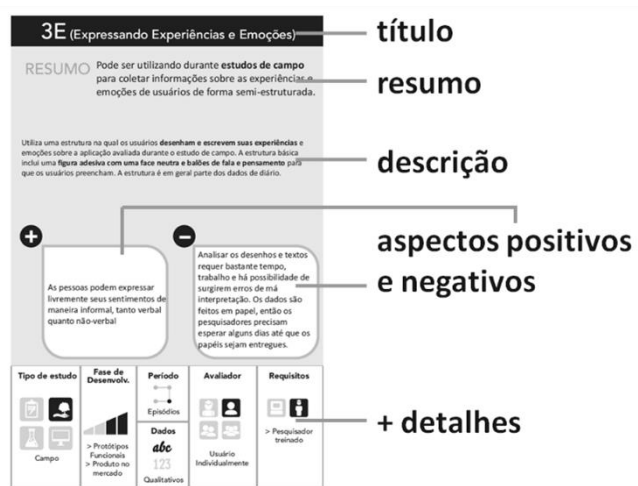 3E (Expressando Experiências e Emoções)
título
RESUMO
Pode ser utilizando durante estudos de campo
para coletar informações sobre as experiências e
emoções de usuários de forma semi-estruturada.
resumo
Utiliza uma estrutura na qual os usuários desenham e escrevem suas experiências e
emoções sobre a aplicação avaliada durante o estudo de campo. A estrutura básica
inclui uma figura adesiva com uma face neutra e balões de fala e pensamento para
que os usuários preencham. A estrutura é em geral parte dos dados de diário.
descrição
+
As pessoas podem expressar
livremente seus sentimentos de
maneira informal, tanto verbal
quanto não-verbal
Analisar os desenhos e textos
requer bastante tempo,
trabalho e há possibilidade de
surgirem erros de má
interpretação. Os dados são
feitos em papel, então os
pesquisadores precisam
esperar alguns dias até que os
papéis sejam entregues.
aspectos positivos
e negativos
Tipo de estudo
Campo
Fase de
Desenvolv.
> Protótipos
Funcionais
> Produto no
mercado
Período
Episódios
Dados
abc
123
Qualitativos
Avaliador
Usuário
Individualmente
Requisitos
> Pesquisador
treinado
+ detalhes